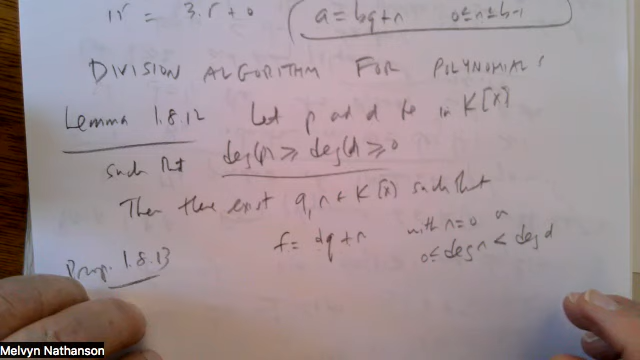 15 = 3.5 + 0
a = bq + r 0 ≤ r ≤ b-1
DIVISION ALGORITHM FOR POLYNOMIALS
Lemma 1.8.12 Let p and d be in K[x]
such that deg(p) ≥ deg(d) ≥ 0
Then there exist q, r ∈ K[x] such that
f = dq + r with r = 0 or
0 ≤ deg r < deg d
Prop. 1.8.13
Melvyn Nathanson